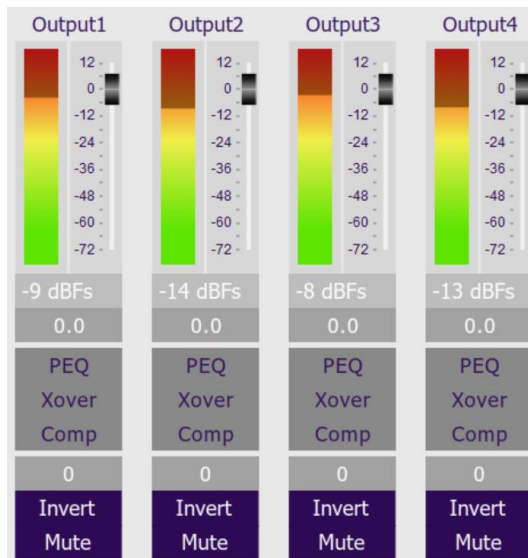 Output1 Output2 Output3 Output4
12 12 12 12
0 0 0 0
-12 -12 -12 -12
-24 -24 -24 -24
-36 -36 -36 -36
-48 -48 -48 -48
-60 -60 -60 -60
-72 -72 -72 -72
-9 dBFs -14 dBFs -8 dBFs -13 dBFs
0.0 0.0 0.0 0.0
PEQ PEQ PEQ PEQ
Xover Xover Xover Xover
Comp Comp Comp Comp
0 0 0 0
Invert Invert Invert Invert
Mute Mute Mute Mute